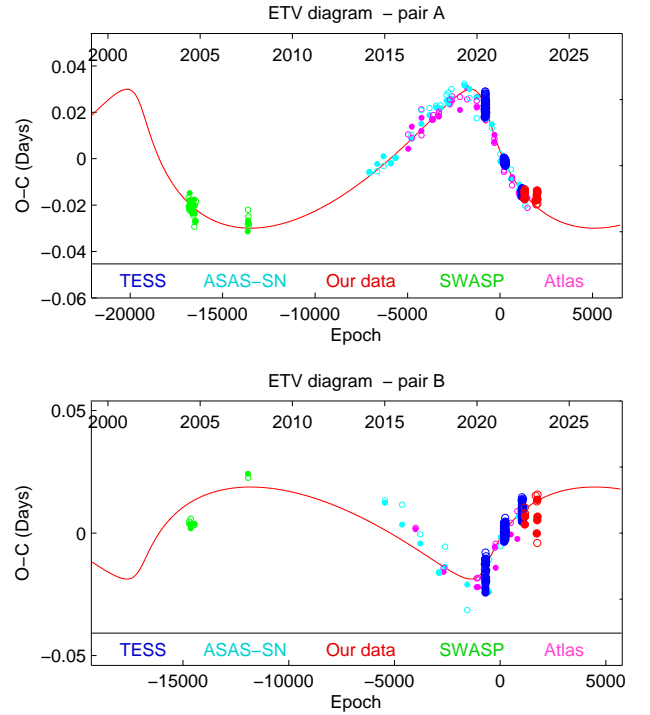 ETV diagram – pair A
2000 2005 2010 2015 2020 2025
0.04
0.02
0
−0.02
−0.04
−0.06
O−C (Days)
TESS ASAS−SN Our data SWASP Atlas
−20000 −15000 −10000 −5000 0 5000
Epoch
ETV diagram – pair B
2000 2005 2010 2015 2020 2025
0.05
0
−0.05
O−C (Days)
TESS ASAS−SN Our data SWASP Atlas
−15000 −10000 −5000 0 5000
Epoch